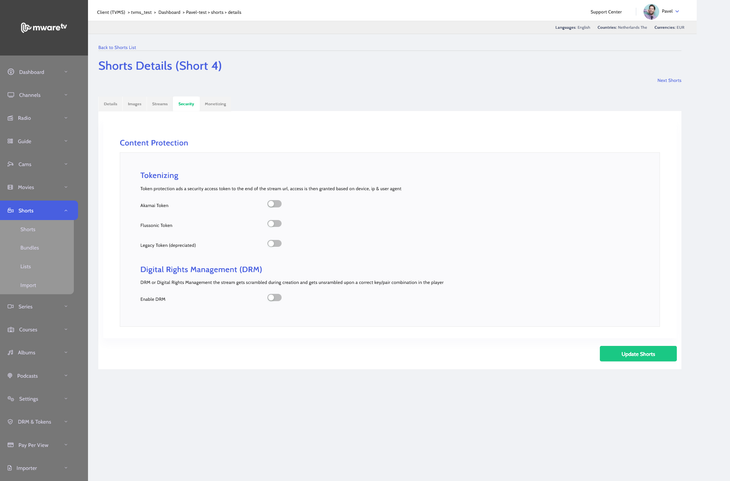 mwaretv
Client (TVMS) > tvms_test > Dashboard > Pavel-test > shorts > details
Support Center
Pavel
Languages: English Countries: Netherlands The Currencies: EUR
Back to Shorts List
Shorts Details (Short 4)
Next Shorts
Details Images Streams Security Monetising
Content Protection
Tokenizing
Token protection ads a security access token to the end of the stream url, access is then granted based on device, ip & user agent
Akamai Token
Flussonic Token
Legacy Token (depreciated)
Digital Rights Management (DRM)
DRM or Digital Rights Management the stream gets scrambled during creation and gets unsrambled upon a correct key/pair combination in the player
Enable DRM
Update Shorts
Dashboard
Channels
Radio
Guide
Cams
Movies
Shorts
Shorts
Bundles
Lists
Import
Series
Courses
Albums
Podcasts
Settings
DRM & Tokens
Pay Per View
Importer